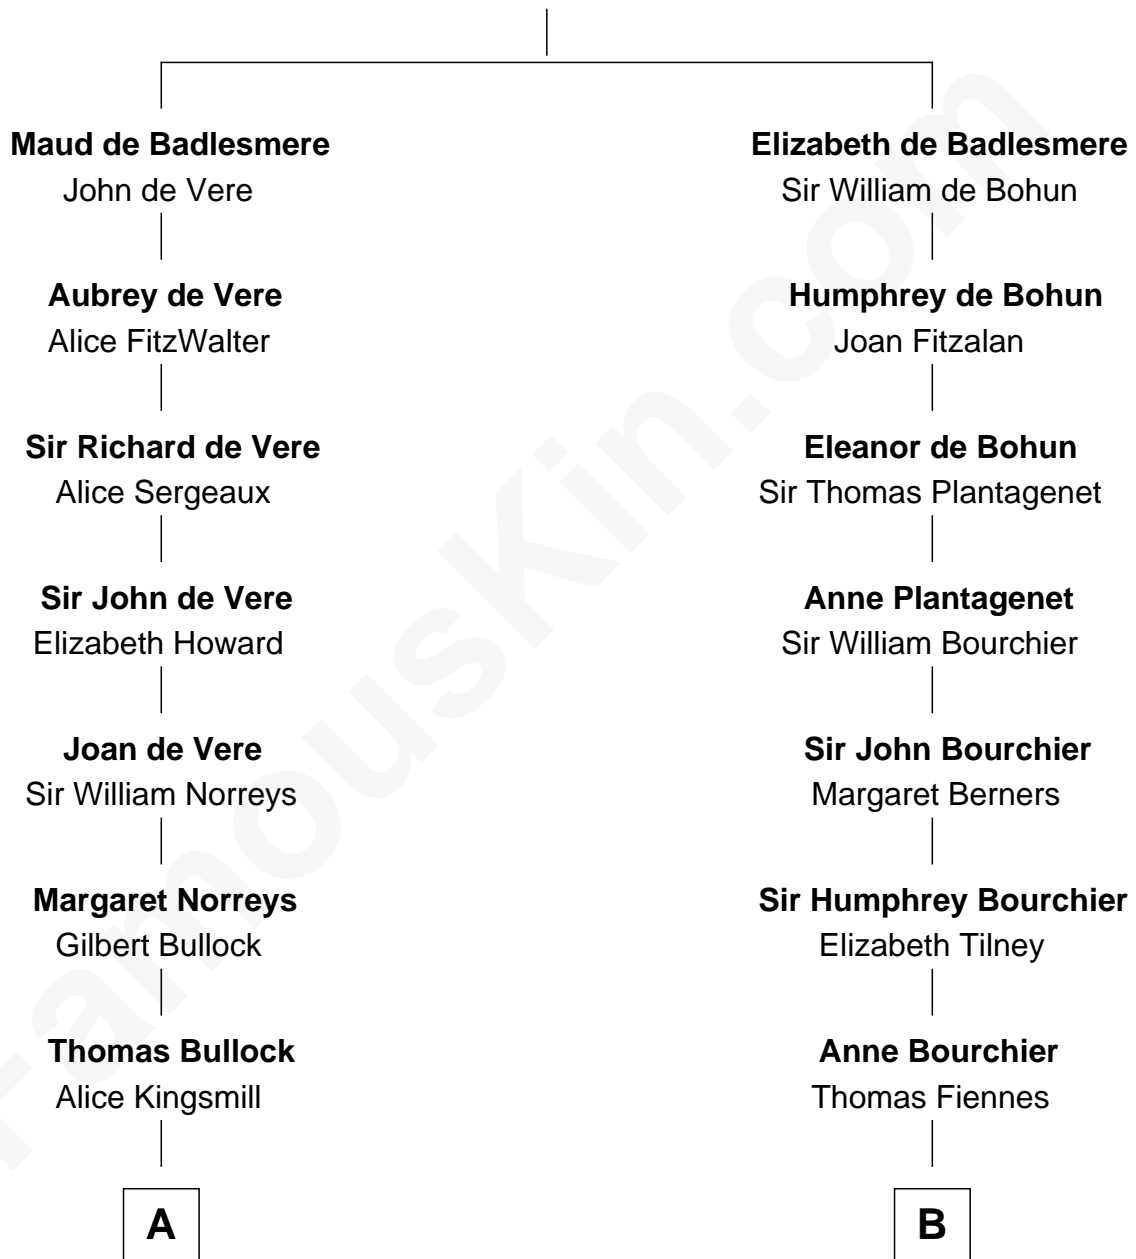 Maud de Badlesmere
John de Vere
Aubrey de Vere
Alice FitzWalter
Sir Richard de Vere
Alice Sergeaux
Sir John de Vere
Elizabeth Howard
Joan de Vere
Sir William Norreys
Margaret Norreys
Gilbert Bullock
Thomas Bullock
Alice Kingsmill
A
Elizabeth de Badlesmere
Sir William de Bohun
Humphrey de Bohun
Joan Fitzalan
Eleanor de Bohun
Sir Thomas Plantagenet
Anne Plantagenet
Sir William Bourchier
Sir John Bourchier
Margaret Berners
Sir Humphrey Bourchier
Elizabeth Tilney
Anne Bourchier
Thomas Fiennes
B
FamousKin.com